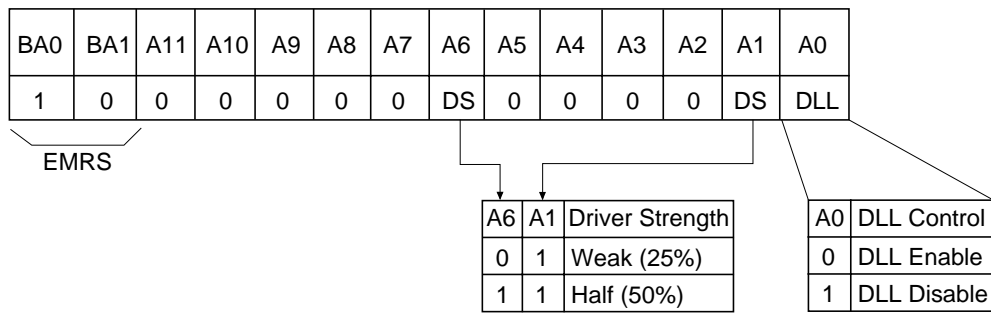 BA0 BA1 A11 A10 A9 A8 A7 A6 A5 A4 A3 A2 A1 A0
1 0 0 0 0 0 0 DS 0 0 0 0 DS DLL
EMRS
A6 A1 Driver Strength
0 1 Weak (25%)
1 1 Half (50%)
A0 DLL Control
0 DLL Enable
1 DLL Disable